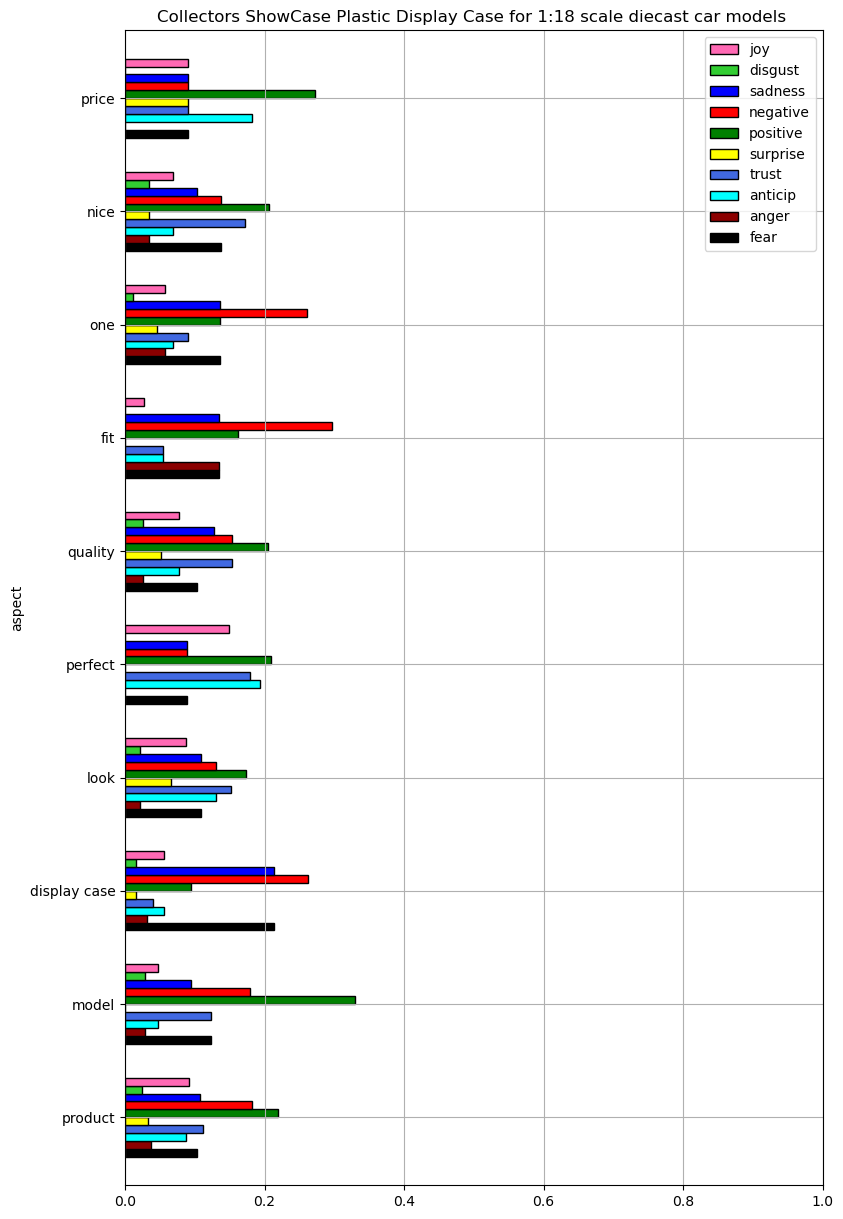 Collectors ShowCase Plastic Display Case for 1:18 scale diecast car models
joy
disgust
sadness
negative
positive
surprise
trust
anticip
anger
fear
price
nice
one
fit
quality
perfect
look
display case
model
product
aspect
0.0 0.2 0.4 0.6 0.8 1.0